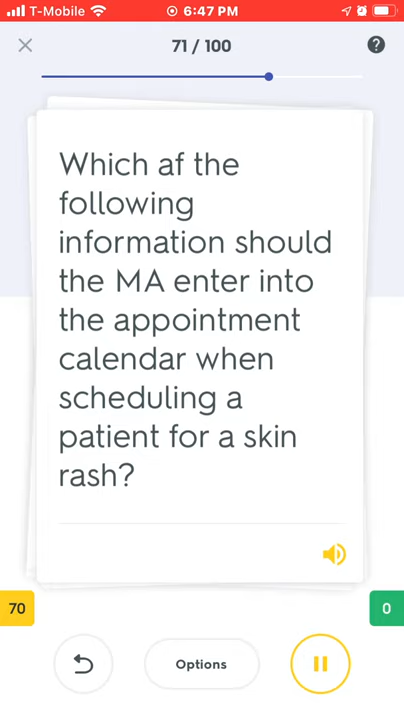 T-Mobile 6:47 PM
71 / 100
?
Which af the
following
information should
the MA enter into
the appointment
calendar when
scheduling a
patient for a skin
rash?
70
0
Options